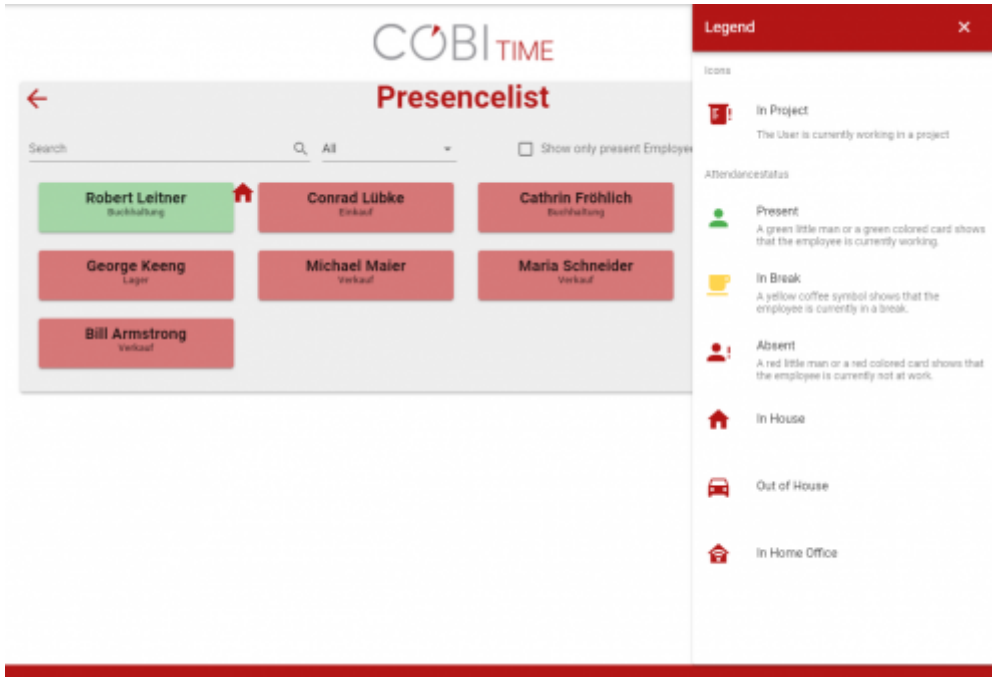 COBI TIME
Presencelist
Search
All
Show only present Employee
Robert Leitner
Buchhaltung
Conrad Lübke
Einkauf
Cathrin Fröhlich
Buchhaltung
George Keeng
Lager
Michael Maier
Verkauf
Maria Schneider
Verkauf
Bill Armstrong
Verkauf
Legend
Icons
In Project
The User is currently working in a project
Attendancestatus
Present
A green little man or a green colored card shows
that the employee is currently working.
In Break
A yellow coffee symbol shows that the
employee is currently in a break.
Absent
A red little man or a red colored card shows that
the employee is currently not at work.
In House
Out of House
In Home Office